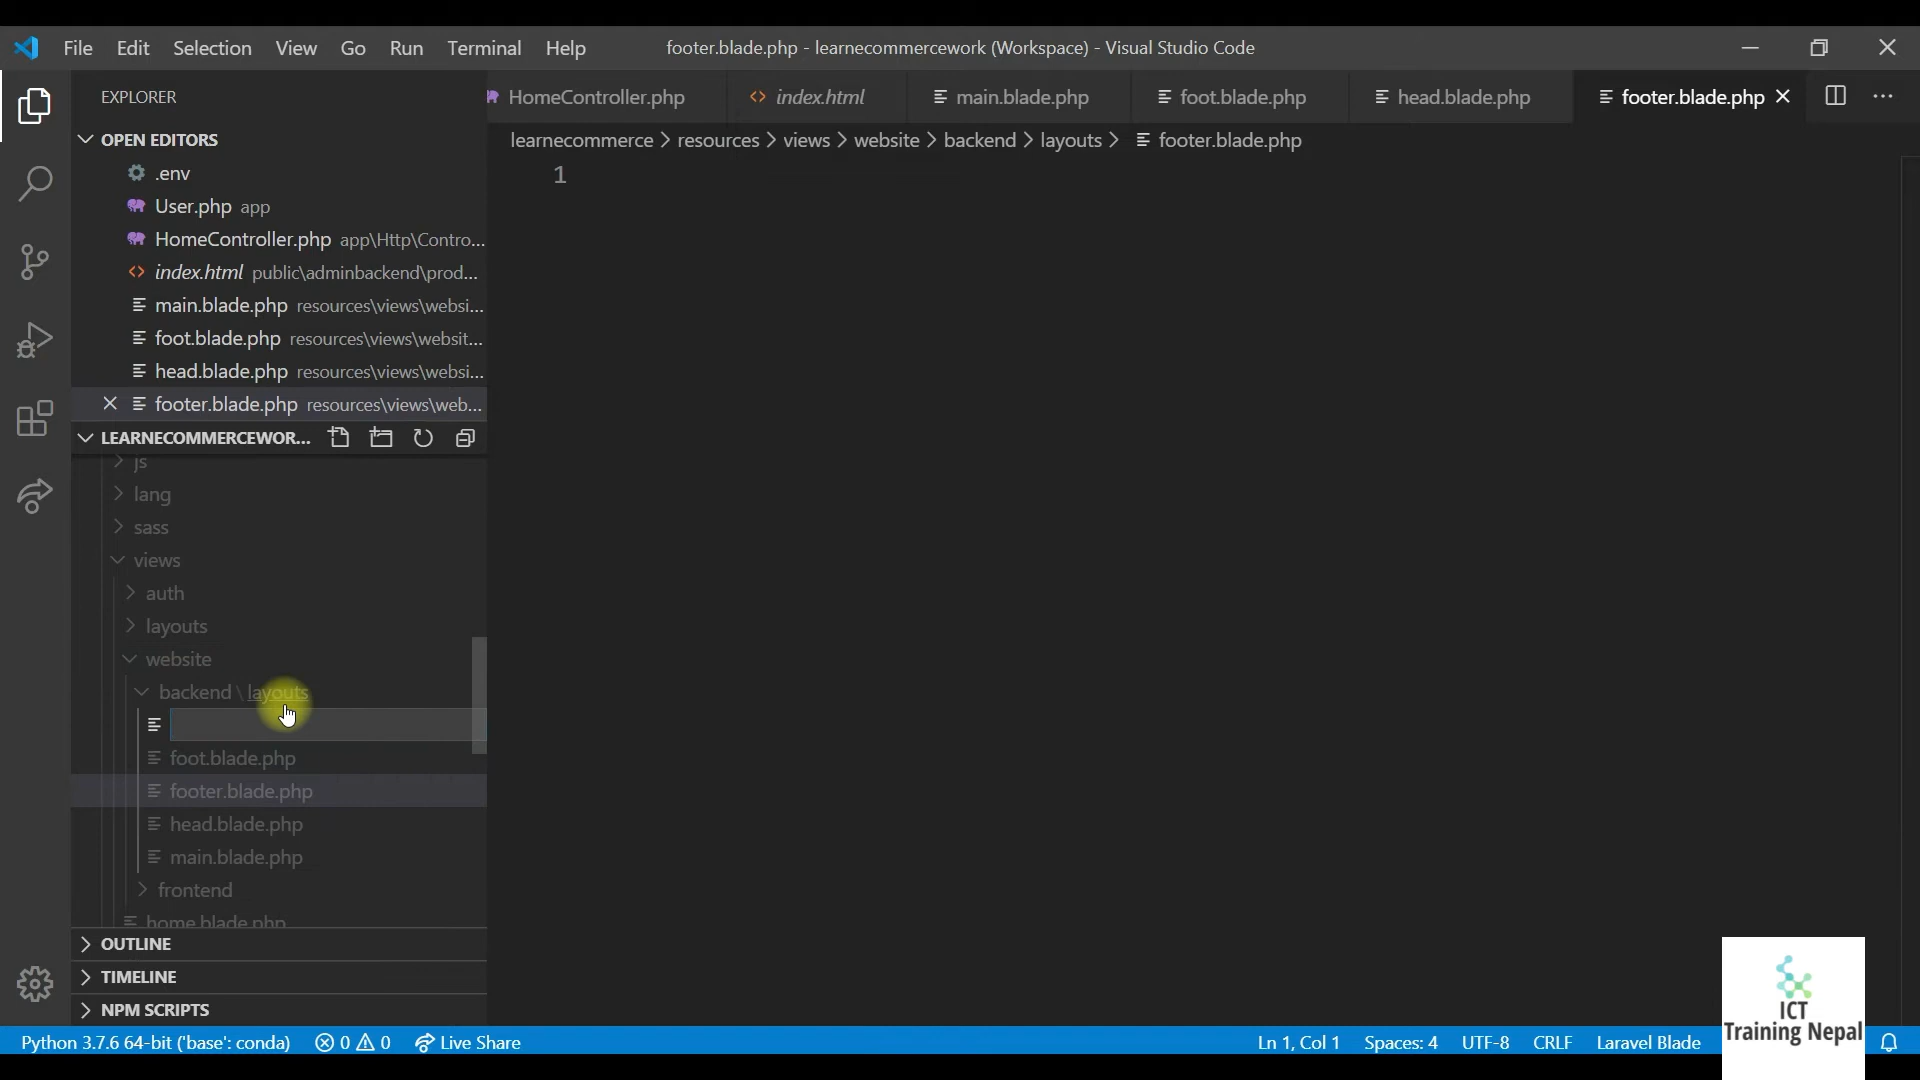 File Edit Selection View Go Run Terminal Help footer.blade.php - learnecommercework (Workspace) - Visual Studio Code
EXPLORER
HomeController.php index.html main.blade.php foot.blade.php head.blade.php footer.blade.php
learnecommerce > resources > views > website > backend > layouts > footer.blade.php
1
OPEN EDITORS
.env
User.php app
HomeController.php app\Http\Contro...
index.html public\adminbackend\prod...
main.blade.php resources\views\websi...
foot.blade.php resources\views\websit...
head.blade.php resources\views\websi...
footer.blade.php resources\views\web...
LEARNECOMMERCEWOR...
js
lang
sass
views
auth
layouts
website
backend \ layouts
foot.blade.php
footer.blade.php
head.blade.php
main.blade.php
frontend
home.blade.php
OUTLINE
TIMELINE
NPM SCRIPTS
Python 3.7.6 64-bit ('base': conda) 0 0 Live Share Ln 1, Col 1 Spaces: 4 UTF-8 CRLF Laravel Blade
ICT
Training Nepal